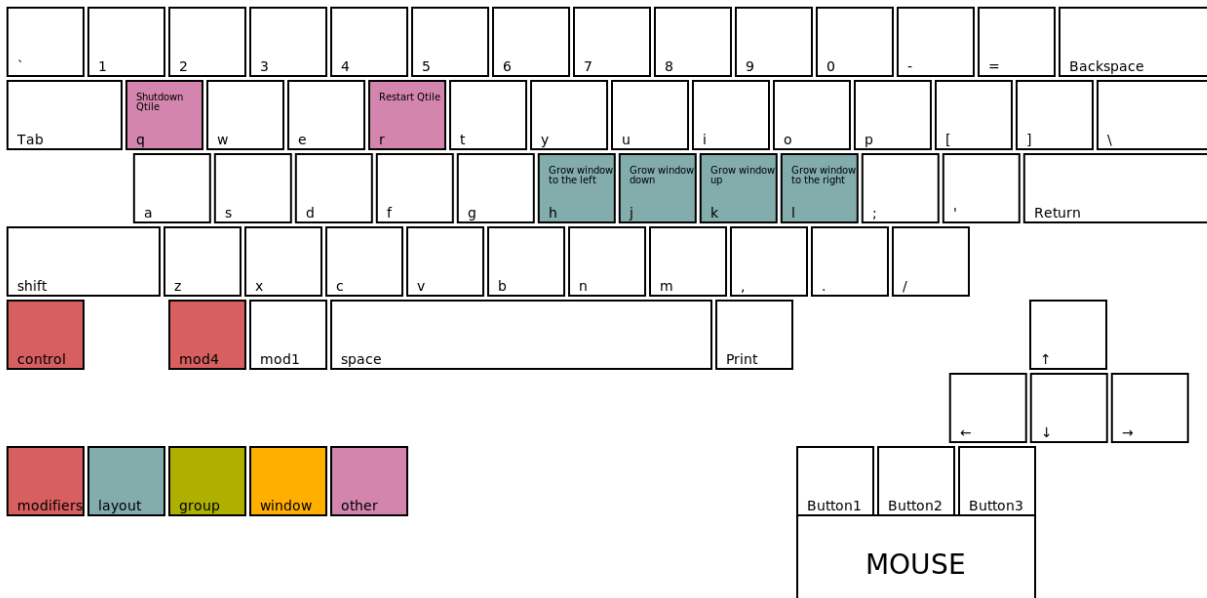 `
1
2
3
4
5
6
7
8
9
0
-
=
Backspace
Tab
Shutdown
Qtile
q
w
e
Restart Qtile
r
t
y
u
i
o
p
[
]
\
a
s
d
f
g
Grow window
to the left
h
Grow window
down
j
Grow window
up
k
Grow window
to the right
l
;
'
Return
shift
z
x
c
v
b
n
m
,
.
/
control
mod4
mod1
space
Print
↑
←
↓
→
modifiers
layout
group
window
other
Button1
Button2
Button3
MOUSE